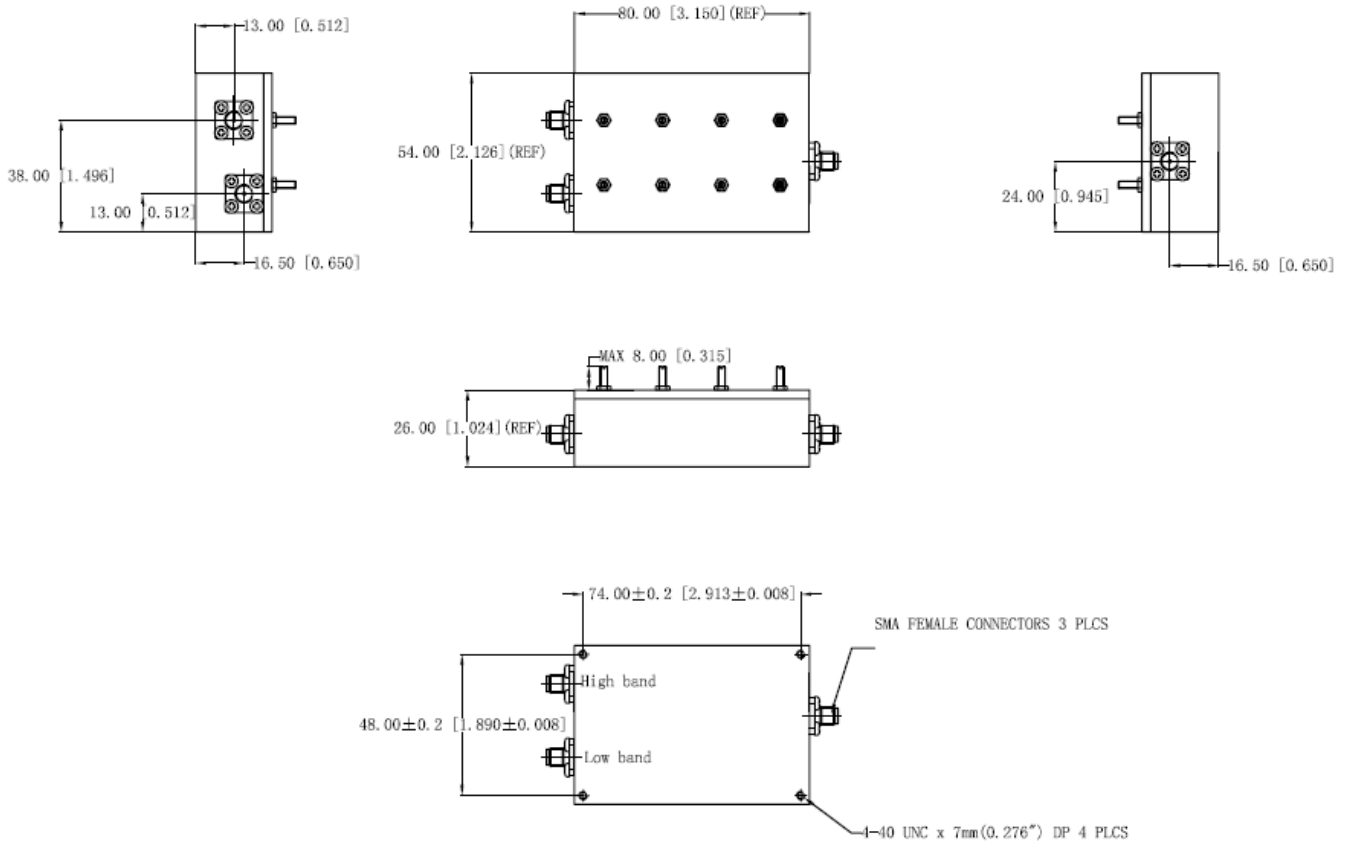 13.00 [0.512]
80.00 [3.150](REF)
38.00 [1.496]
13.00 [0.512]
16.50 [0.650]
54.00 [2.126](REF)
24.00 [0.945]
16.50 [0.650]
MAX 8.00 [0.315]
26.00 [1.024](REF)
74.00±0.2 [2.913±0.008]
SMA FEMALE CONNECTORS 3 PLCS
High band
48.00±0.2 [1.890±0.008]
Low band
4-40 UNC x 7mm(0.276") DP 4 PLCS